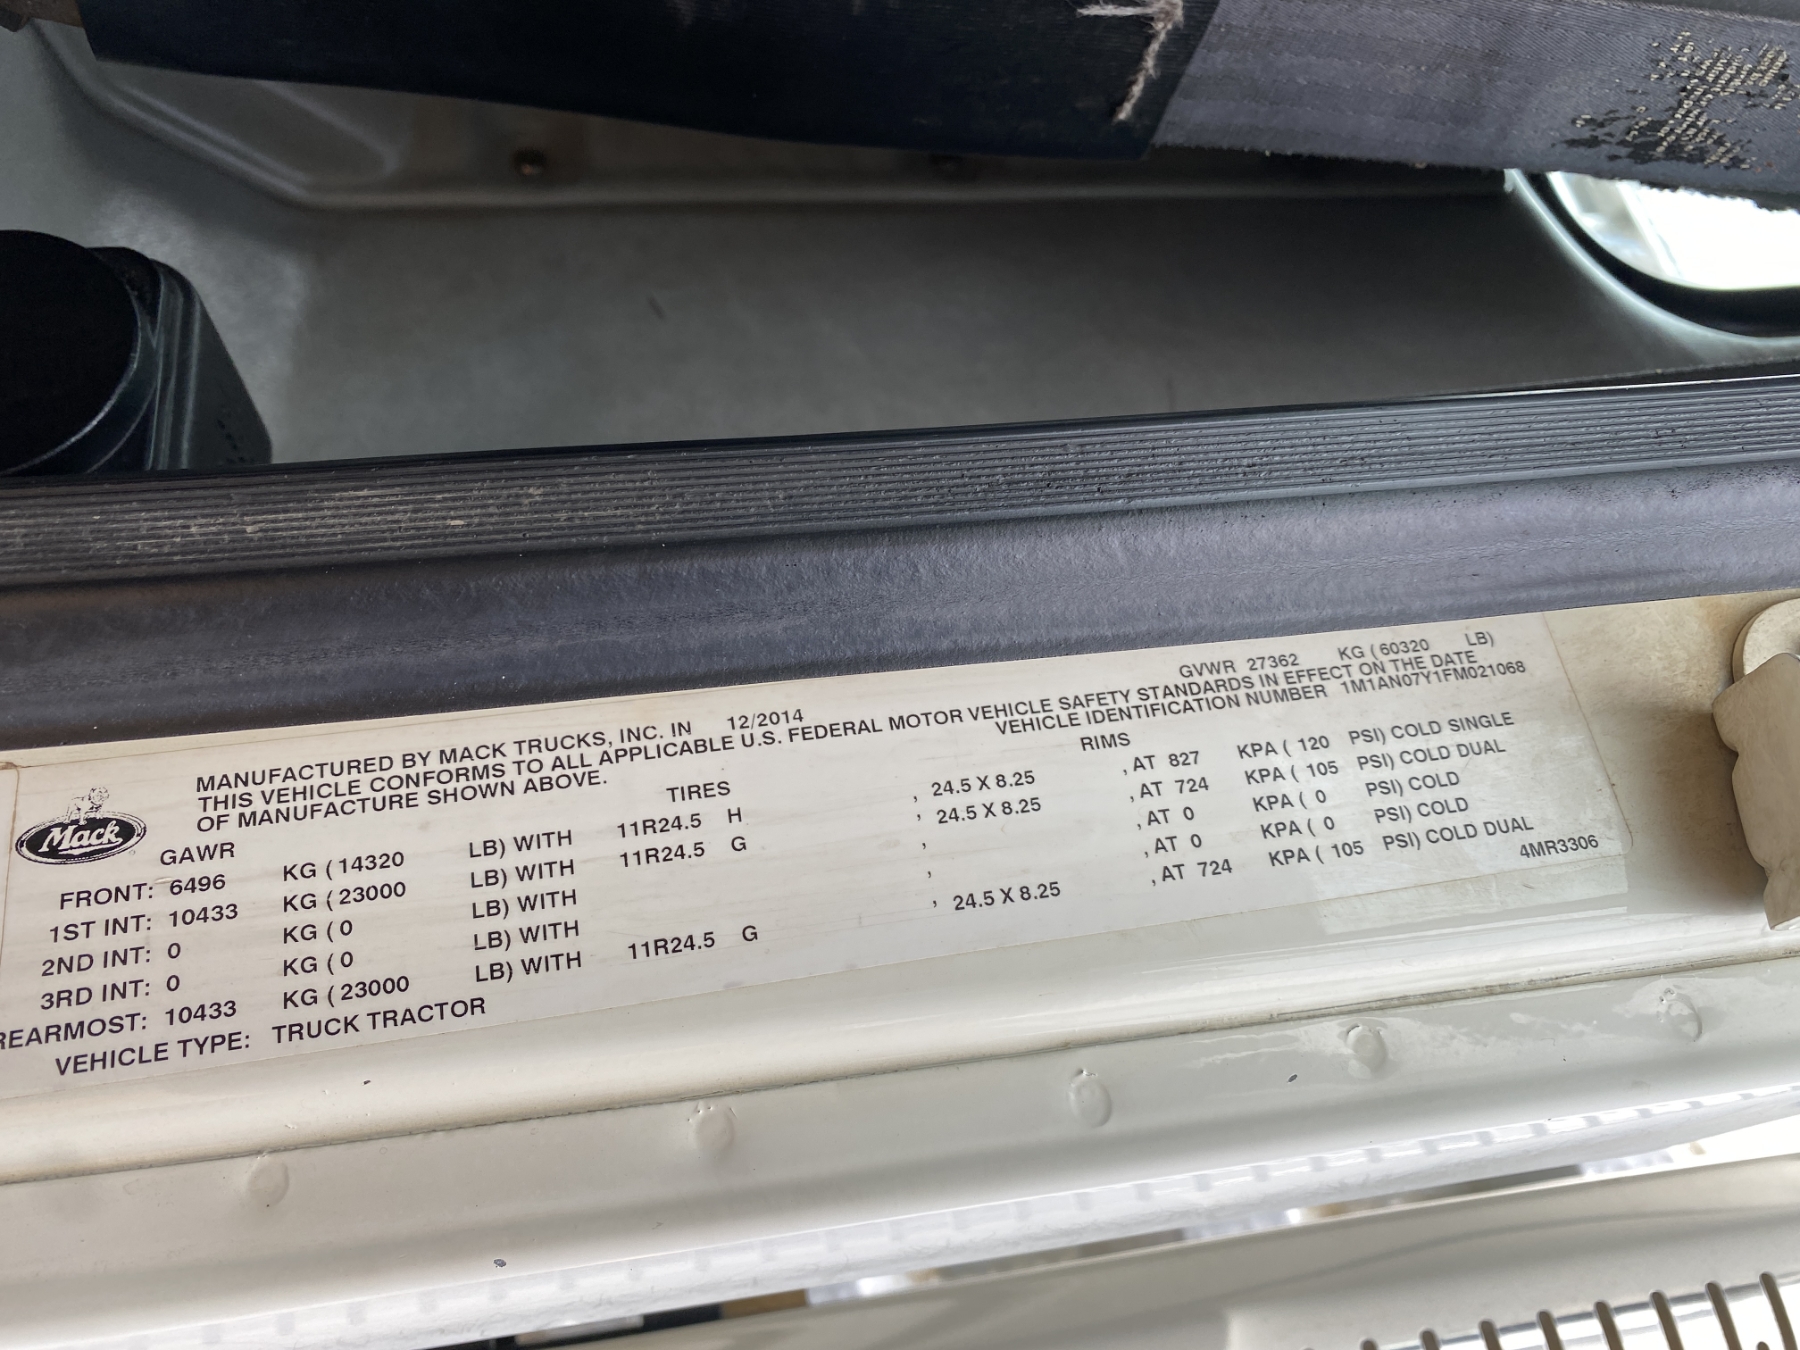 MANUFACTURED BY MACK TRUCKS, INC. IN 12/2014 GVWR 27362 KG ( 60320 LB)
THIS VEHICLE CONFORMS TO ALL APPLICABLE U.S. FEDERAL MOTOR VEHICLE SAFETY STANDARDS IN EFFECT ON THE DATE
OF MANUFACTURE SHOWN ABOVE. VEHICLE IDENTIFICATION NUMBER 1M1AN07Y1FM021068
Mack
GAWR TIRES RIMS
FRONT: 6496 KG ( 14320 LB) WITH 11R24.5 H , 24.5 X 8.25 , AT 827 KPA ( 120 PSI) COLD SINGLE
1ST INT: 10433 KG ( 23000 LB) WITH 11R24.5 G , 24.5 X 8.25 , AT 724 KPA ( 105 PSI) COLD DUAL
2ND INT: 0 KG ( 0 LB) WITH , , AT 0 KPA ( 0 PSI) COLD
3RD INT: 0 KG ( 0 LB) WITH , , AT 0 KPA ( 0 PSI) COLD
REARMOST: 10433 KG ( 23000 LB) WITH 11R24.5 G , 24.5 X 8.25 , AT 724 KPA ( 105 PSI) COLD DUAL
VEHICLE TYPE: TRUCK TRACTOR 4MR3306